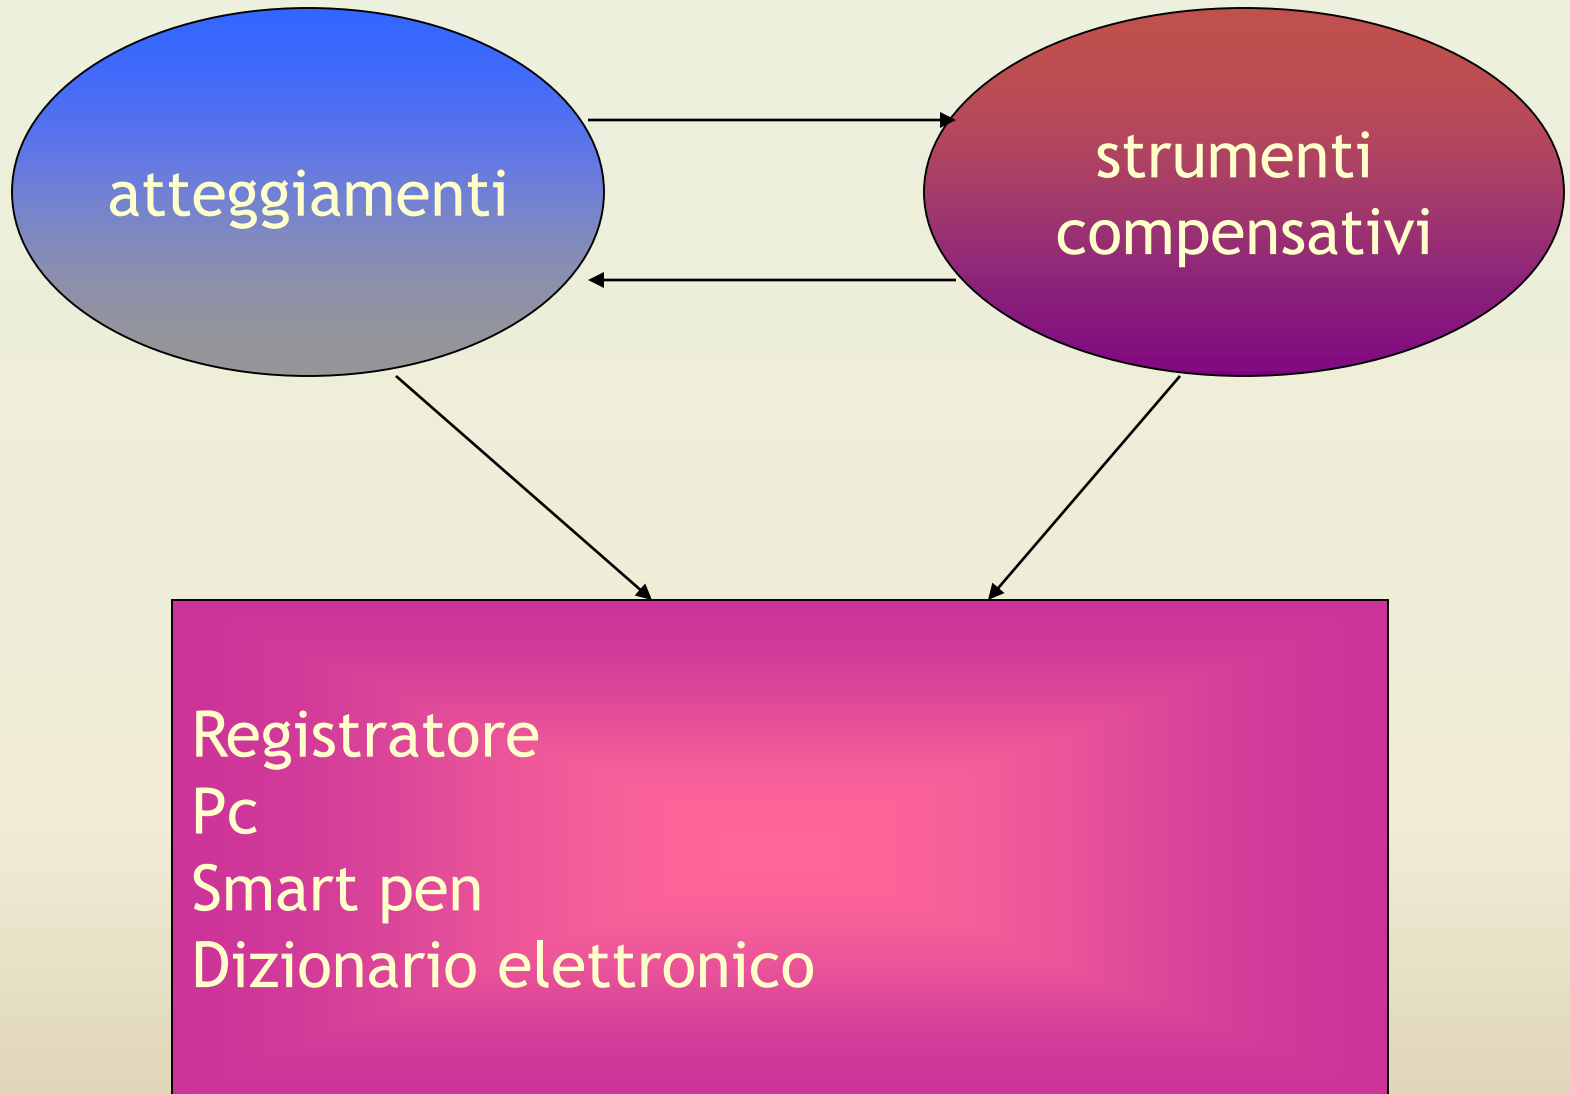 atteggiamenti
strumenti
compensativi
Registratore
Pc
Smart pen
Dizionario elettronico